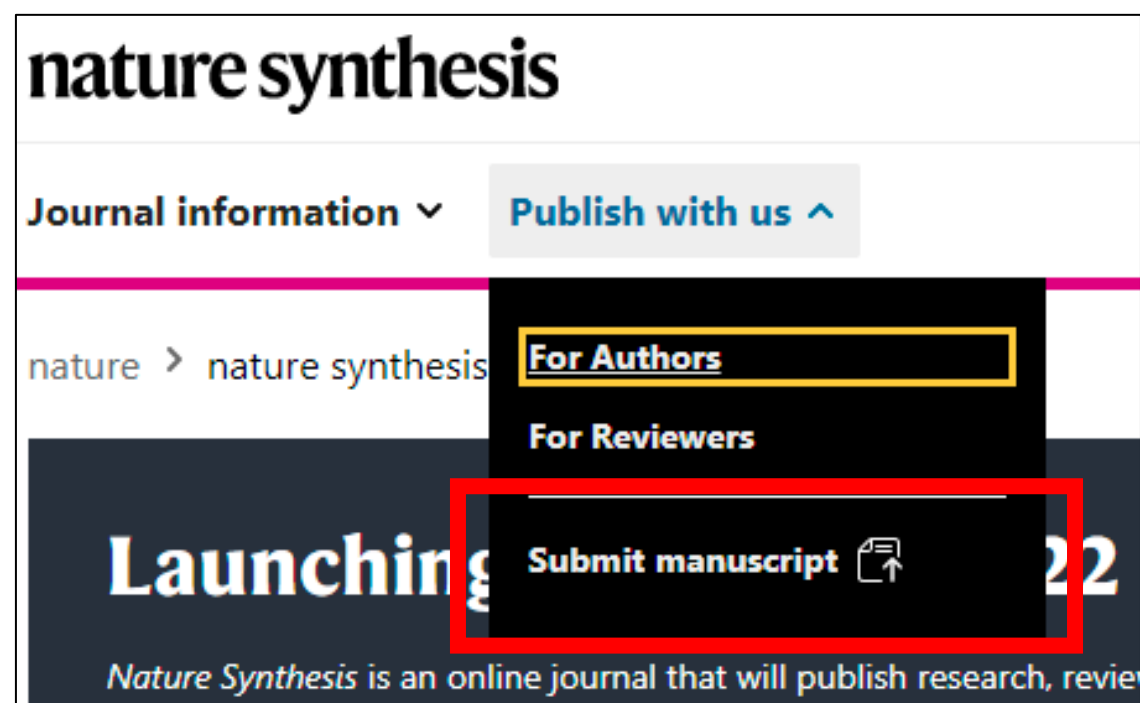 nature synthesis
Journal information Publish with us
For Authors
nature > nature synthesis
For Reviewers
Submit manuscript
Launching 22
Nature Synthesis is an online journal that will publish research,